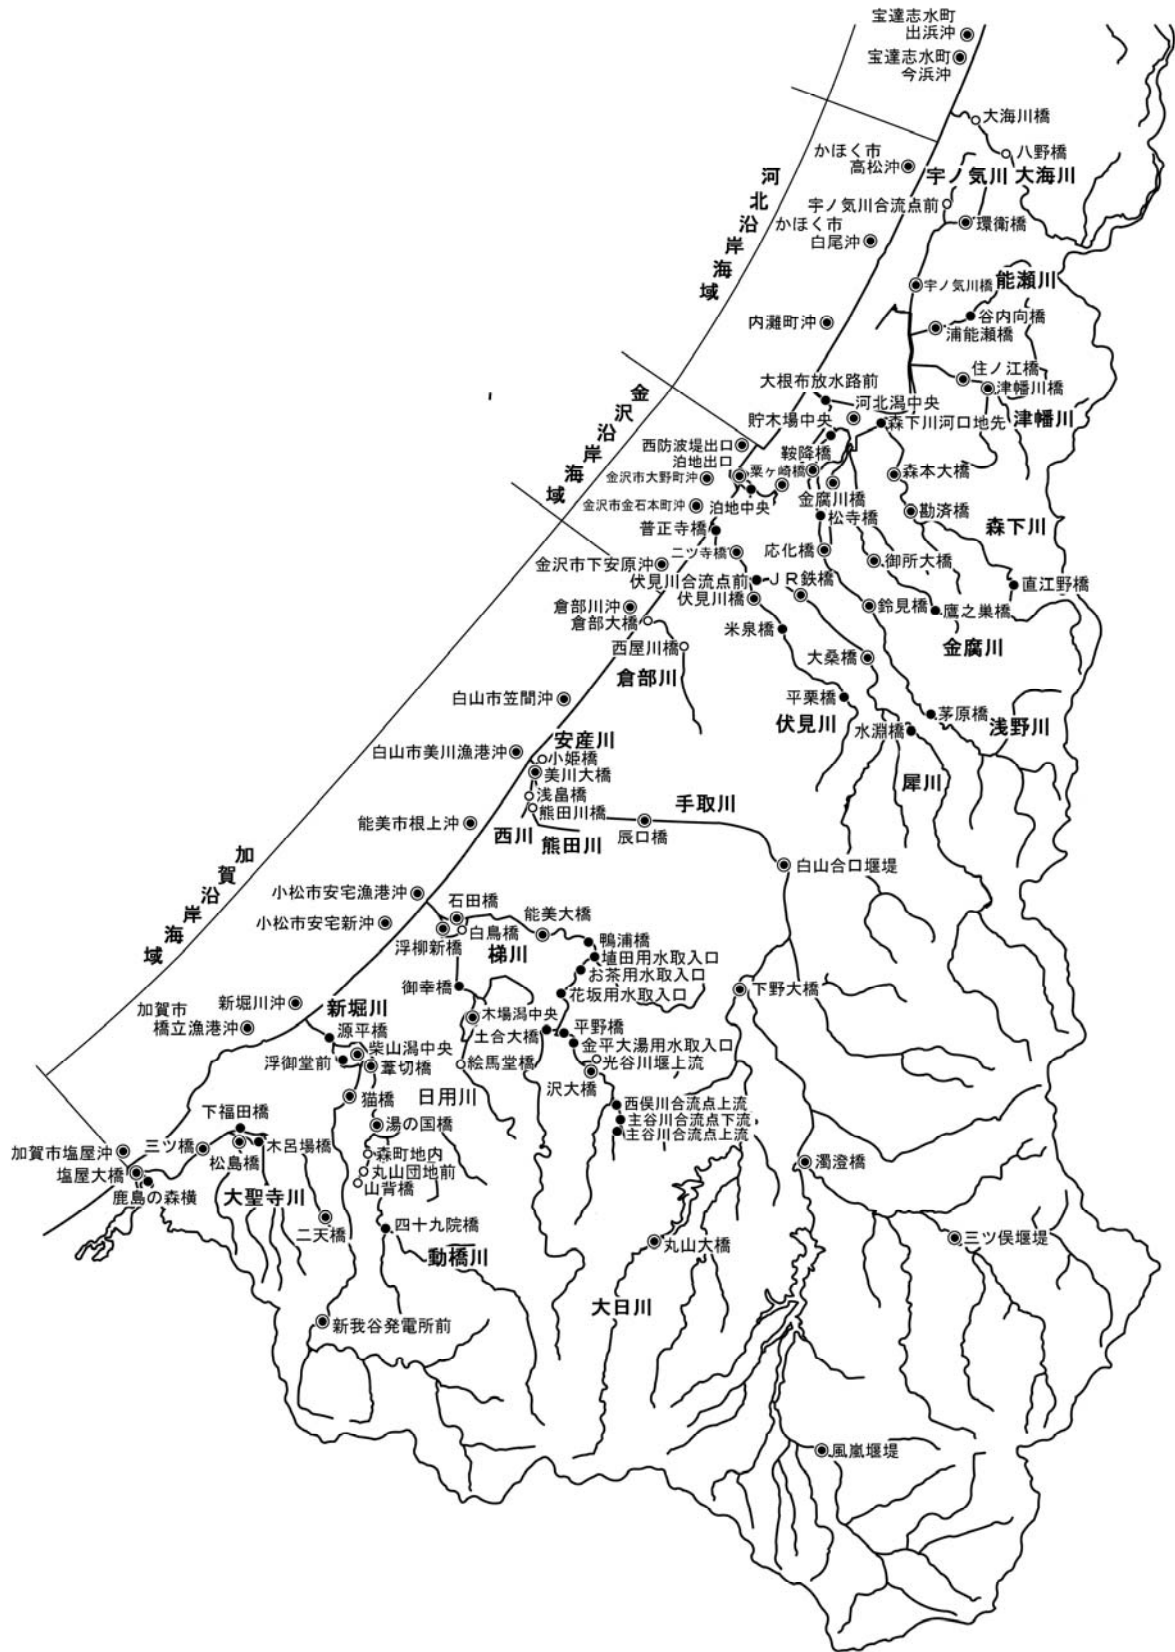 宝達志水町
出浜沖
宝達志水町
今浜沖
大海川橋
八野橋
かほく市
高松沖
宇ノ気川
大海川
宇ノ気川合流点前
環衛橋
かほく市
白尾沖
河北沿岸海域
宇ノ気川橋
能瀬川
谷内向橋
浦能瀬橋
内灘町沖
住ノ江橋
津幡川橋
津幡川
大根布放水路前
河北潟中央
貯木場中央
森下川河口地先
金沢沿岸海域
西防波堤出口
泊地出口
鞍降橋
粟ヶ崎橋
金沢市大野町沖
森本大橋
金腐川橋
金沢市金石本町沖
泊地中央
松寺橋
勘済橋
森下川
普正寺橋
二ツ寺橋
応化橋
御所大橋
金沢市下安原沖
伏見川合流点前
JR鉄橋
直江野橋
伏見川橋
倉部川沖
鈴見橋
鷹之巣橋
倉部大橋
米泉橋
西屋川橋
金腐川
大桑橋
倉部川
白山市笠間沖
平栗橋
伏見川
茅原橋
浅野川
水淵橋
安産川
白山市美川漁港沖
小姫橋
美川大橋
犀川
浅畠橋
手取川
熊田川橋
能美市根上沖
西川
熊田川
辰口橋
加賀沿岸海域
白山合口堰堤
小松市安宅漁港沖
石田橋
能美大橋
小松市安宅新沖
白鳥橋
鴨浦橋
浮柳新橋
梯川
埴田用水取入口
お茶用水取入口
御幸橋
花坂用水取入口
下野大橋
加賀市
橋立漁港沖
新堀川沖
新堀川
木場潟中央
源平橋
土合大橋
平野橋
金平大湯用水取入口
柴山潟中央
浮御堂前
葦切橋
絵馬堂橋
光谷川堰上流
沢大橋
日用川
猫橋
西俣川合流点上流
下福田橋
湯の国橋
主谷川合流点下流
主谷川合流点上流
三ツ橋
木呂場橋
加賀市塩屋沖
松島橋
森町地内
丸山団地前
塩屋大橋
山背橋
濁澄橋
鹿島の森横
大聖寺川
四十九院橋
二天橋
丸山大橋
三ツ俣堰堤
動橋川
大日川
新我谷発電所前
風嵐堰堤